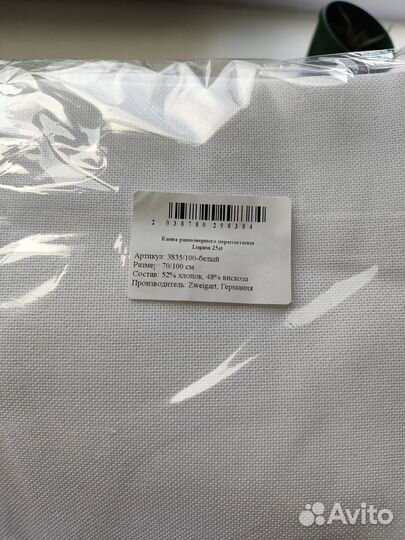 2 038780 298384
Канва равномерного переплетения
Lugana 25ct
Артикул: 3835/100-белый
Размер: 70/100 см
Состав: 52% хлопок, 48% вискоза
Производитель: Zweigart, Германия
Avito